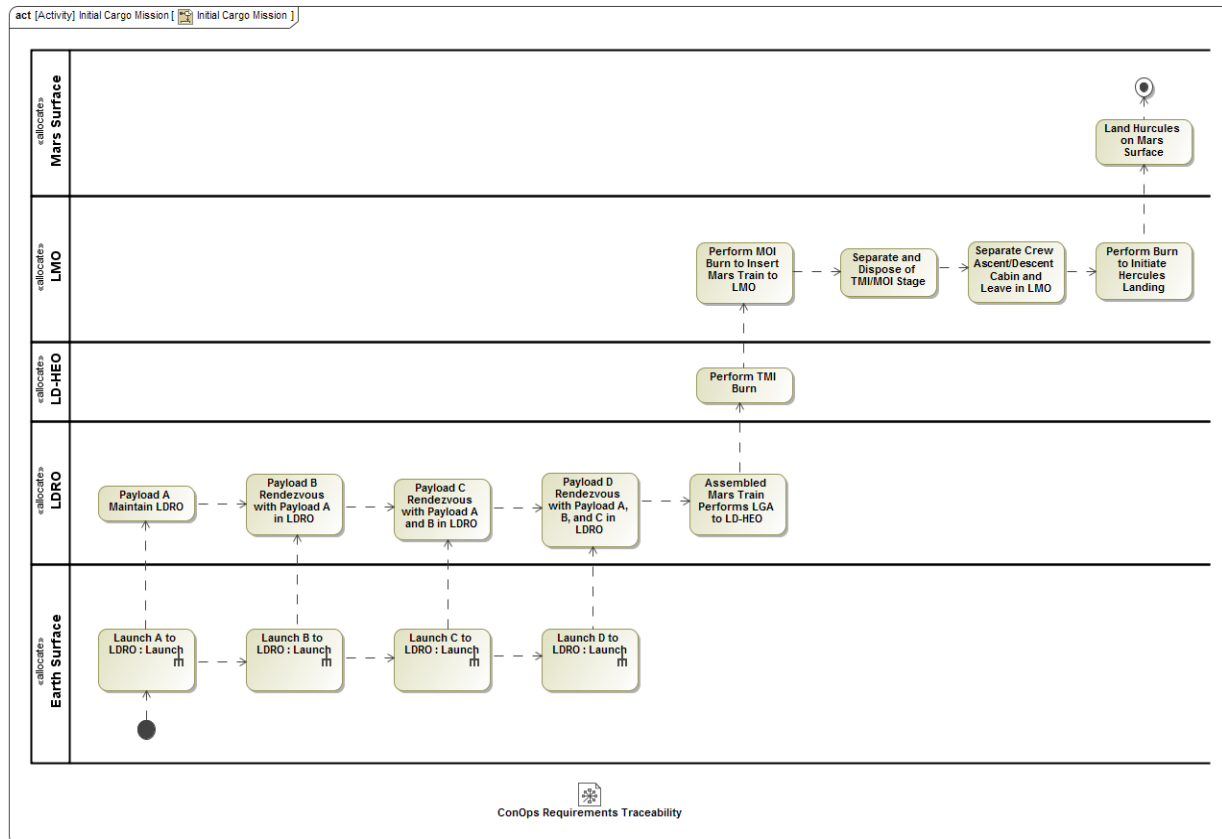 act [Activity] Initial Cargo Mission [ Initial Cargo Mission ]
«allocate»
Mars Surface
Land Hurcules
on Mars
Surface
«allocate»
LMO
Perform MOI
Burn to Insert
Mars Train to
LMO
Separate and
Dispose of
TMI/MOI Stage
Separate Crew
Ascent/Descent
Cabin and
Leave in LMO
Perform Burn
to Initiate
Hercules
Landing
«allocate»
LD-HEO
Perform TMI
Burn
«allocate»
LDRO
Payload A
Maintain LDRO
Payload B
Rendezvous
with Payload A
in LDRO
Payload C
Rendezvous
with Payload A
and B in LDRO
Payload D
Rendezvous
with Payload A,
B, and C in
LDRO
Assembled
Mars Train
Performs LGA
to LD-HEO
«allocate»
Earth Surface
Launch A to
LDRO : Launch
Launch B to
LDRO : Launch
Launch C to
LDRO : Launch
Launch D to
LDRO : Launch
ConOps Requirements Traceability